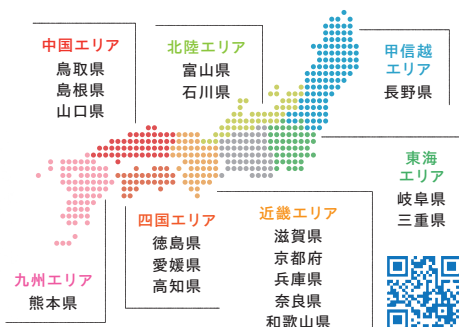 中国エリア
鳥取県
島根県
山口県
北陸エリア
富山県
石川県
甲信越
エリア
長野県
東海
エリア
岐阜県
三重県
四国エリア
徳島県
愛媛県
高知県
近畿エリア
滋賀県
京都府
兵庫県
奈良県
和歌山県
九州エリア
熊本県